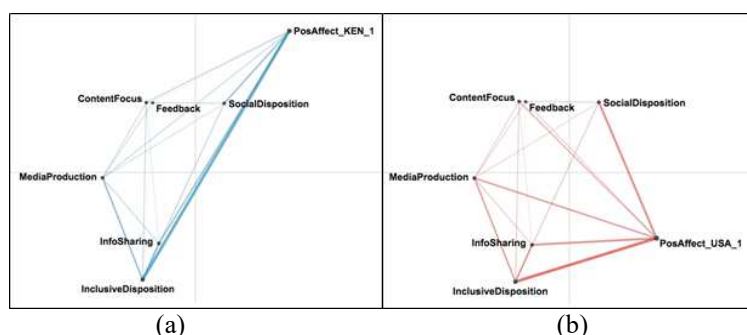 PosAffect_KEN_1
ContentFocus
Feedback
SocialDisposition
MediaProduction
InfoSharing
InclusiveDisposition
(a)
ContentFocus
Feedback
SocialDisposition
MediaProduction
InfoSharing
PosAffect_USA_1
InclusiveDisposition
(b)